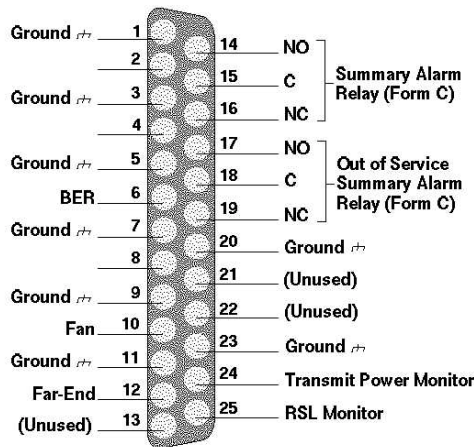 Ground 1
2
Ground 3
4
Ground 5
BER 6
Ground 7
8
Ground 9
Fan 10
Ground 11
Far-End 12
(Unused) 13
14 NO
15 C
16 NC
Summary Alarm
Relay (Form C)
17 NO
18 C
19 NC
Out of Service
Summary Alarm
Relay (Form C)
20 Ground
21 (Unused)
22 (Unused)
23 Ground
24 Transmit Power Monitor
25 RSL Monitor